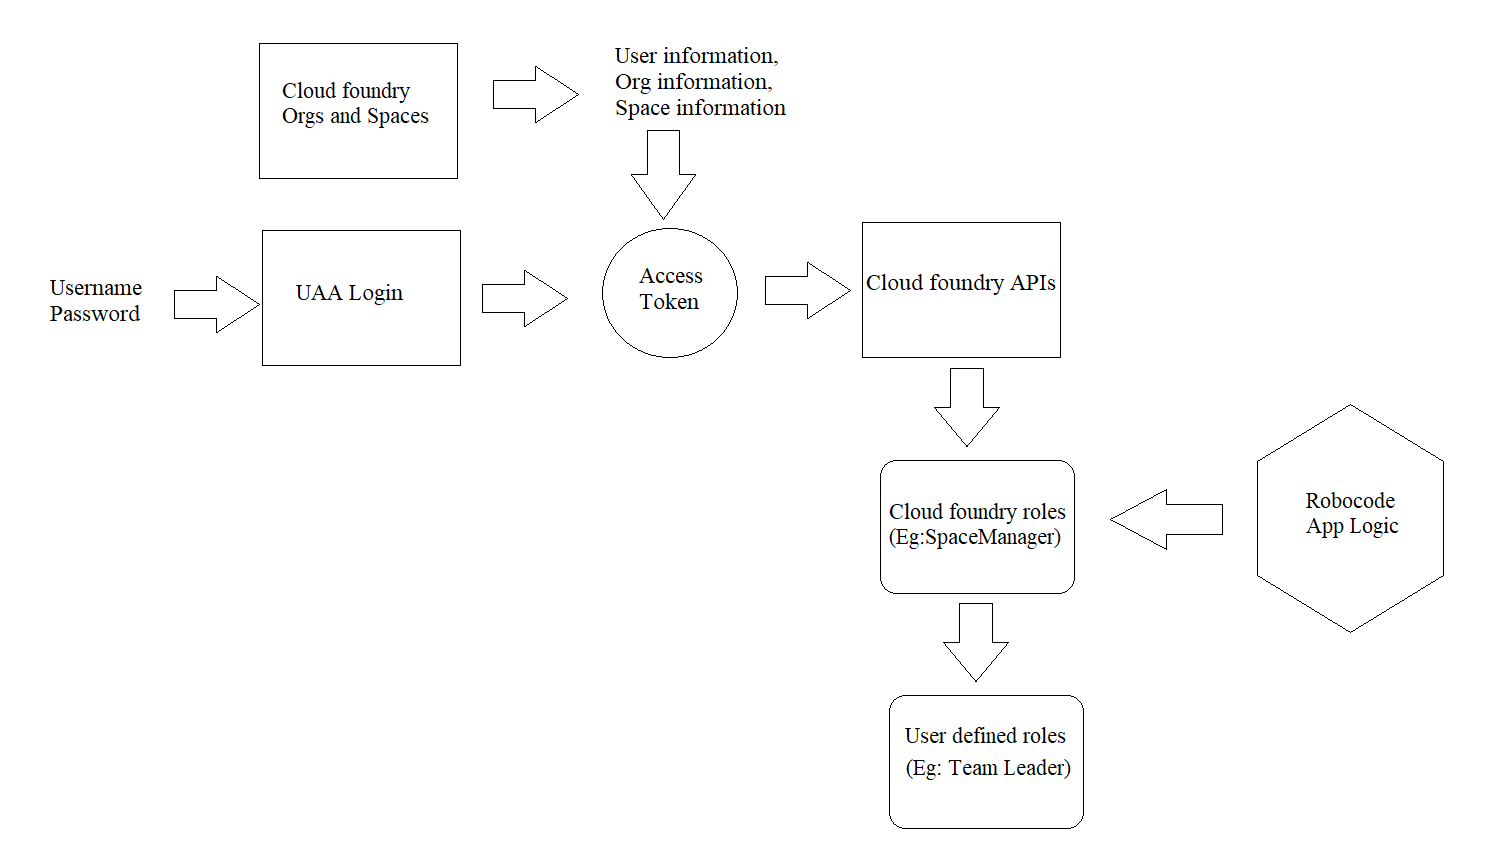 Cloud foundry
Orgs and Spaces
User information,
Org information,
Space information
Username
Password
UAA Login
Access
Token
Cloud foundry APIs
Cloud foundry roles
(Eg:SpaceManager)
Robocode
App Logic
User defined roles
(Eg: Team Leader)